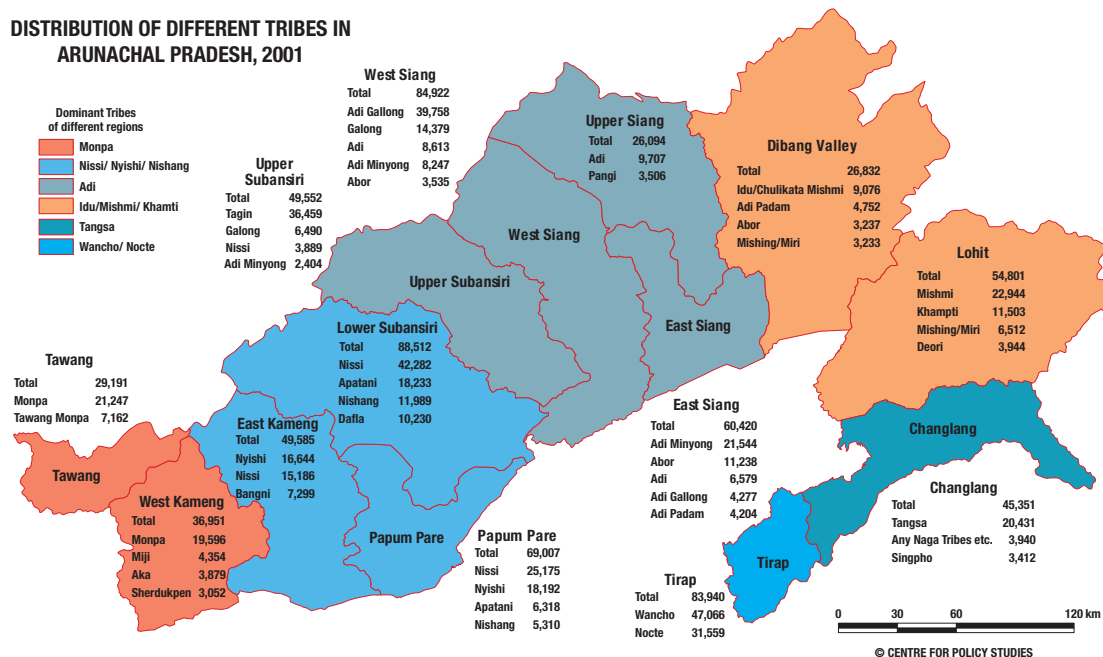 DISTRIBUTION OF DIFFERENT TRIBES IN
ARUNACHAL PRADESH, 2001
Dominant Tribes
of different regions
Monpa
Nissi/ Nyishi/ Nishang
Adi
Idu/Mishmi/ Khamti
Tangsa
Wancho/ Nocte
West Siang
Total 84,922
Adi Gallong 39,758
Galong 14,379
Adi 8,613
Adi Minyong 8,247
Abor 3,535
Upper
Subansiri
Total 49,552
Tagin 36,459
Galong 6,490
Nissi 3,889
Adi Minyong 2,404
Upper Siang
Total 26,094
Adi 9,707
Pangi 3,506
Dibang Valley
Total 26,832
Idu/Chulikata Mishmi 9,076
Adi Padam 4,752
Abor 3,237
Mishing/Miri 3,233
Lohit
Total 54,801
Mishmi 22,944
Khampti 11,503
Mishing/Miri 6,512
Deori 3,944
West Siang
Upper Subansiri
East Siang
Lower Subansiri
Total 88,512
Nissi 42,282
Apatani 18,233
Nishang 11,989
Dafla 10,230
Tawang
Total 29,191
Monpa 21,247
Tawang Monpa 7,162
East Kameng
Total 49,585
Nyishi 16,644
Nissi 15,186
Bangni 7,299
Tawang
West Kameng
Total 36,951
Monpa 19,596
Miji 4,354
Aka 3,879
Sherdukpen 3,052
Papum Pare
Papum Pare
Total 69,007
Nissi 25,175
Nyishi 18,192
Apatani 6,318
Nishang 5,310
East Siang
Total 60,420
Adi Minyong 21,544
Abor 11,238
Adi 6,579
Adi Gallong 4,277
Adi Padam 4,204
Changlang
Changlang
Total 45,351
Tangsa 20,431
Any Naga Tribes etc. 3,940
Singpho 3,412
Tirap
Tirap
Total 83,940
Wancho 47,066
Nocte 31,559
0 30 60 120 km
© CENTRE FOR POLICY STUDIES